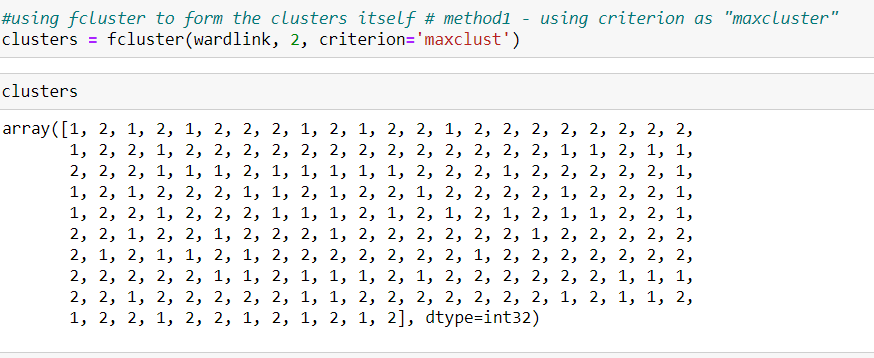 #using fcluster to form the clusters itself # method1 - using criterion as "maxcluster"
clusters = fcluster(wardlink, 2, criterion='maxclust')
clusters
array([1, 2, 1, 2, 1, 2, 2, 2, 1, 2, 1, 2, 2, 1, 2, 2, 2, 2, 2, 2, 2, 2,
1, 2, 2, 1, 2, 2, 2, 2, 2, 2, 2, 2, 2, 2, 2, 2, 2, 1, 1, 2, 1, 1,
2, 2, 2, 1, 1, 1, 2, 1, 1, 1, 1, 1, 2, 2, 2, 1, 2, 2, 2, 2, 2, 1,
1, 2, 1, 2, 2, 2, 1, 1, 2, 1, 2, 2, 1, 2, 2, 2, 2, 1, 2, 2, 2, 1,
1, 2, 2, 1, 2, 2, 2, 1, 1, 1, 2, 1, 2, 1, 2, 1, 2, 1, 1, 2, 2, 1,
2, 2, 1, 2, 2, 1, 2, 2, 2, 1, 2, 2, 2, 2, 2, 2, 1, 2, 2, 2, 2, 2,
2, 1, 2, 1, 1, 2, 1, 2, 2, 2, 2, 2, 2, 2, 1, 2, 2, 2, 2, 2, 2, 2,
2, 2, 2, 2, 2, 1, 1, 2, 1, 1, 1, 2, 1, 2, 2, 2, 2, 2, 2, 1, 1, 1,
2, 2, 1, 2, 2, 2, 2, 2, 1, 1, 2, 2, 2, 2, 2, 2, 2, 1, 2, 1, 1, 2,
1, 2, 2, 1, 2, 2, 1, 2, 1, 2, 1, 2], dtype=int32)